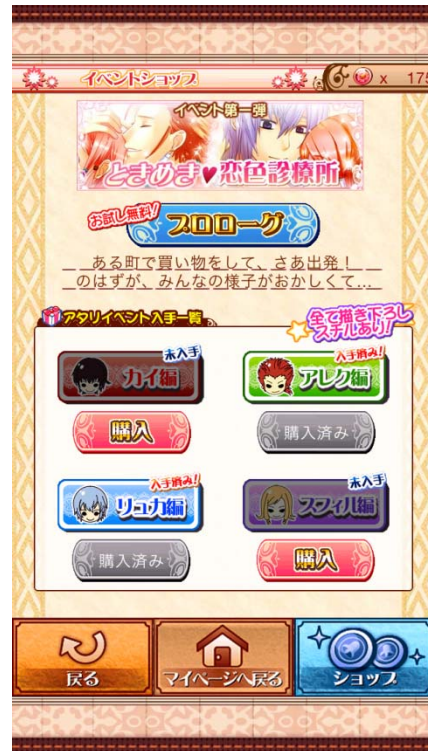 イベントショップ
x 175
イベント第一弾
ときめき♥恋色診療所
お試し無料!
プロローグ
ある町で買い物をして、さあ出発!
のはずが、みんなの様子がおかしくて...
アタリイベント入手一覧
全て描き下ろし
スチルあり!
未入手
カイ編
購入
入手済み!
アレク編
購入済み
入手済み!
リュカ編
購入済み
未入手
スフィル編
購入
戻る
マイページへ戻る
ショップ